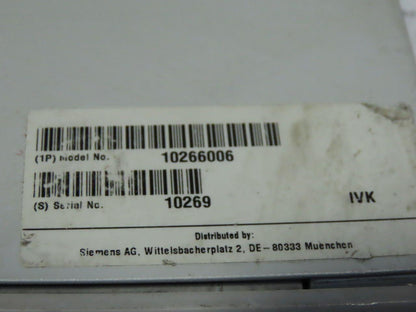 (1P) Model No. 10266006
(S) Serial No. 10269 IVK
Distributed by:
Siemens AG, Wittelsbacherplatz 2, DE-80333 Muenchen